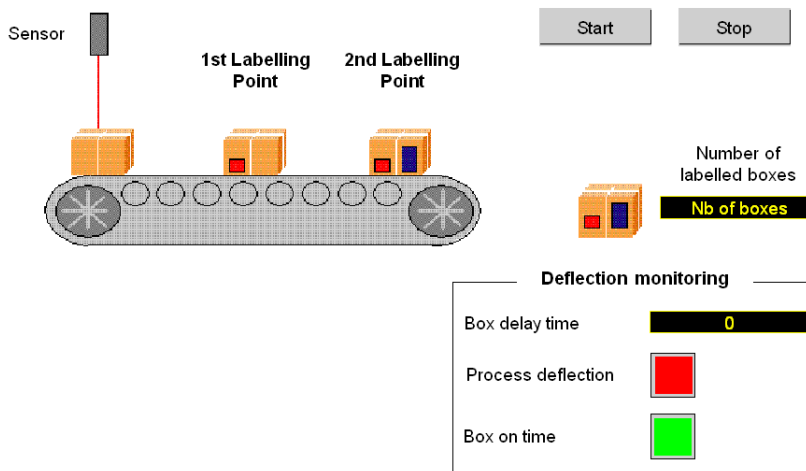 Sensor
1st Labelling
Point
2nd Labelling
Point
Start
Stop
Number of
labelled boxes
Nb of boxes
Deflection monitoring
Box delay time
0
Process deflection
Box on time